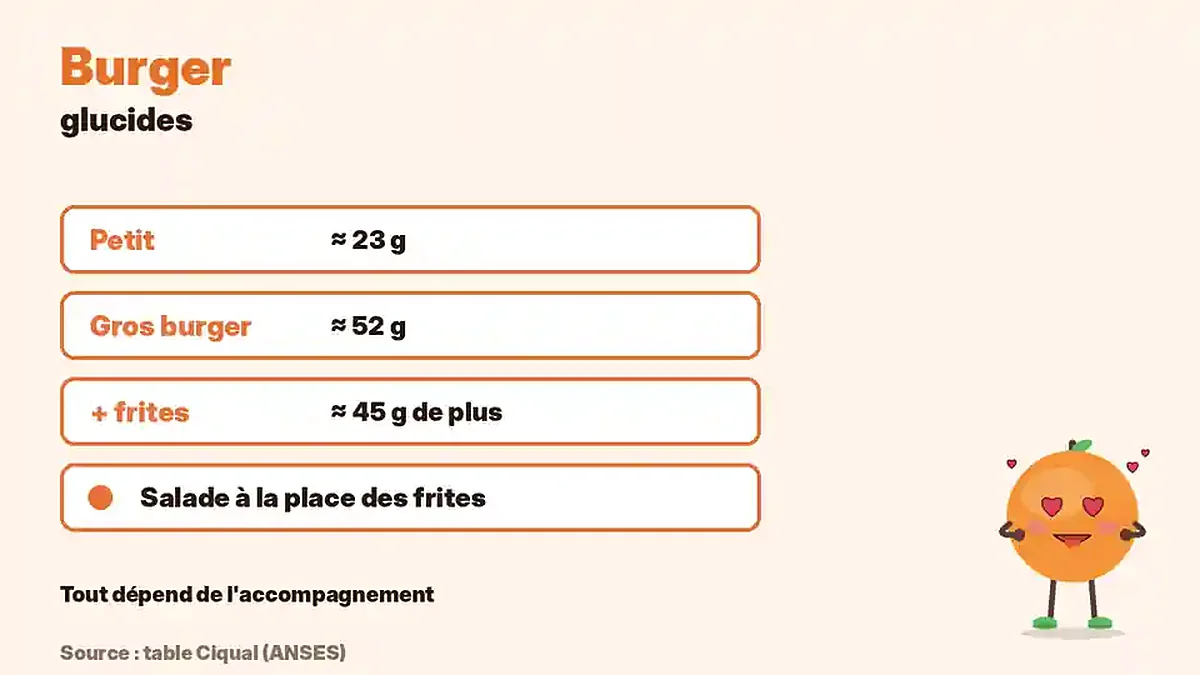 Burger
glucides
Petit ≈ 23 g
Gros burger ≈ 52 g
+ frites ≈ 45 g de plus
Salade à la place des frites
Tout dépend de l'accompagnement
Source : table Ciqual (ANSES)